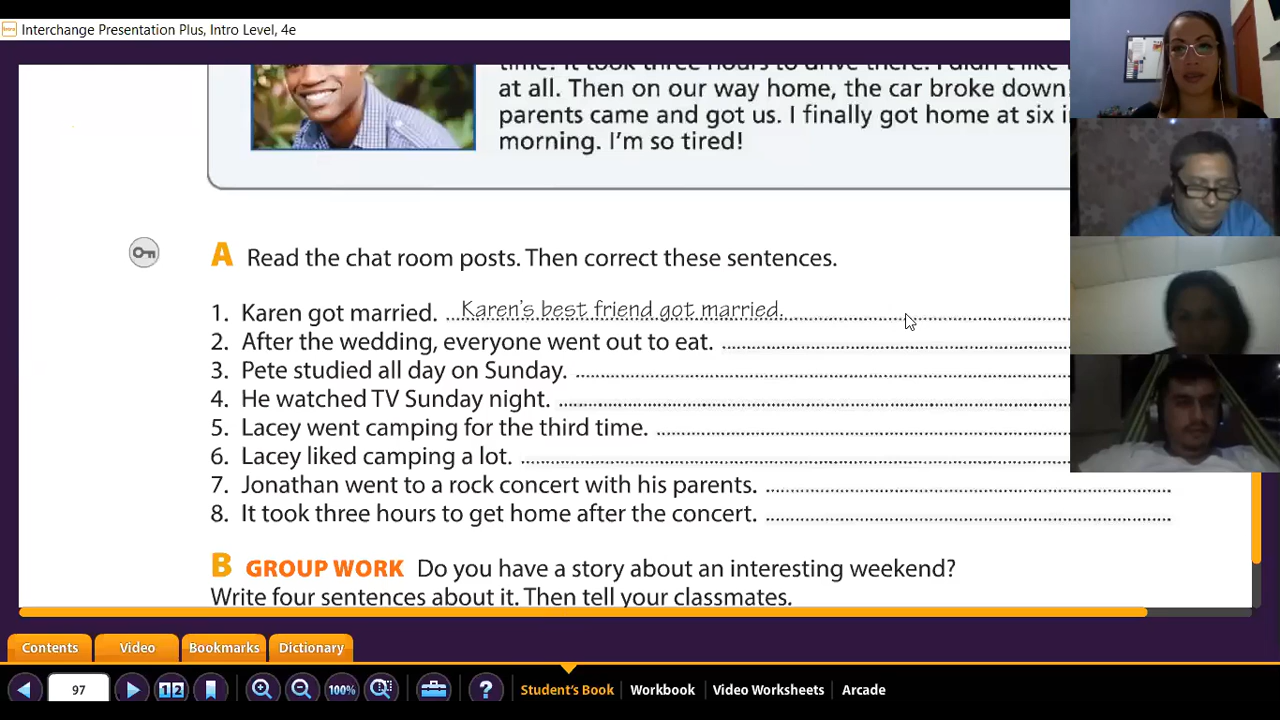 Interchange Presentation Plus, Intro Level, 4e
at all. Then on our way home, the car broke down!
parents came and got us. I finally got home at six i
morning. I'm so tired!
A Read the chat room posts. Then correct these sentences.
1. Karen got married. Karen's best friend got married.
2. After the wedding, everyone went out to eat.
3. Pete studied all day on Sunday.
4. He watched TV Sunday night.
5. Lacey went camping for the third time.
6. Lacey liked camping a lot.
7. Jonathan went to a rock concert with his parents.
8. It took three hours to get home after the concert.
B GROUP WORK Do you have a story about an interesting weekend?
Write four sentences about it. Then tell your classmates.
Contents Video Bookmarks Dictionary
97 12 100% ? Student's Book Workbook Video Worksheets Arcade